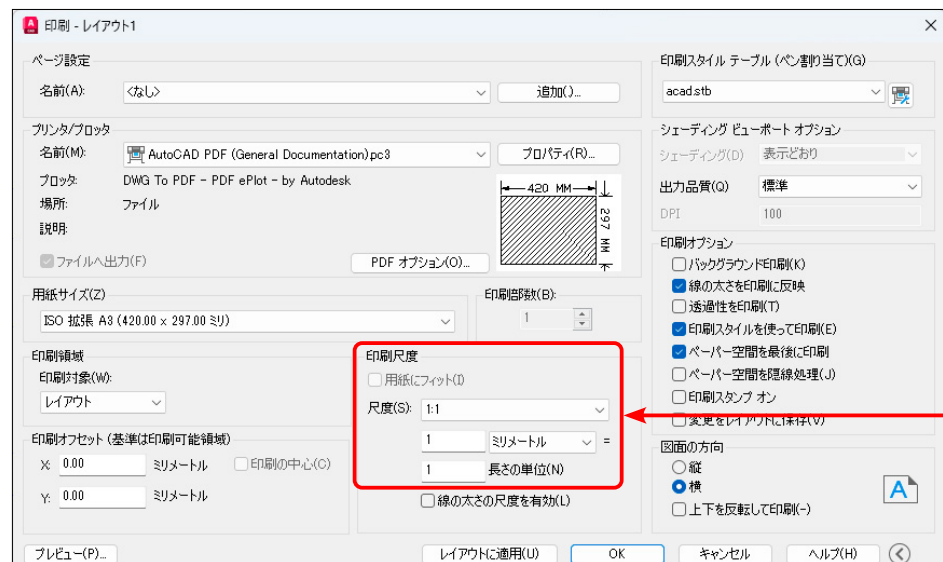 印刷 - レイアウト1
ページ設定
名前(A): <なし> 追加()...
プリンタ/プロッタ
名前(M): AutoCAD PDF (General Documentation).pc3 プロパティ(R)...
プロッタ: DWG To PDF - PDF ePlot - by Autodesk
場所: ファイル
説明:
420 MM
297 MM
ファイルへ出力(F) PDF オプション(O)...
用紙サイズ(Z)
ISO 拡張 A3 (420.00 x 297.00 ミリ)
印刷部数(B):
1
印刷領域
印刷対象(W):
レイアウト
印刷オフセット (基準は印刷可能領域)
X: 0.00 ミリメートル 印刷の中心(C)
Y: 0.00 ミリメートル
印刷尺度
用紙にフィット(I)
尺度(S): 1:1
1 ミリメートル =
1 長さの単位(N)
線の太さの尺度を有効(L)
印刷スタイル テーブル (ペン割り当て)(G)
acad.stb
シェーディング ビューポート オプション
シェーディング(D) 表示どおり
出力品質(Q) 標準
DPI 100
印刷オプション
バックグラウンド印刷(K)
線の太さを印刷に反映
透過性を印刷(T)
印刷スタイルを使って印刷(E)
ペーパー空間を最後に印刷
ペーパー空間を隠線処理(J)
印刷スタンプ オン
変更をレイアウトに保存(V)
図面の方向
縦
横
上下を反転して印刷(-)
A
プレビュー(P)... レイアウトに適用(U) OK キャンセル ヘルプ(H)